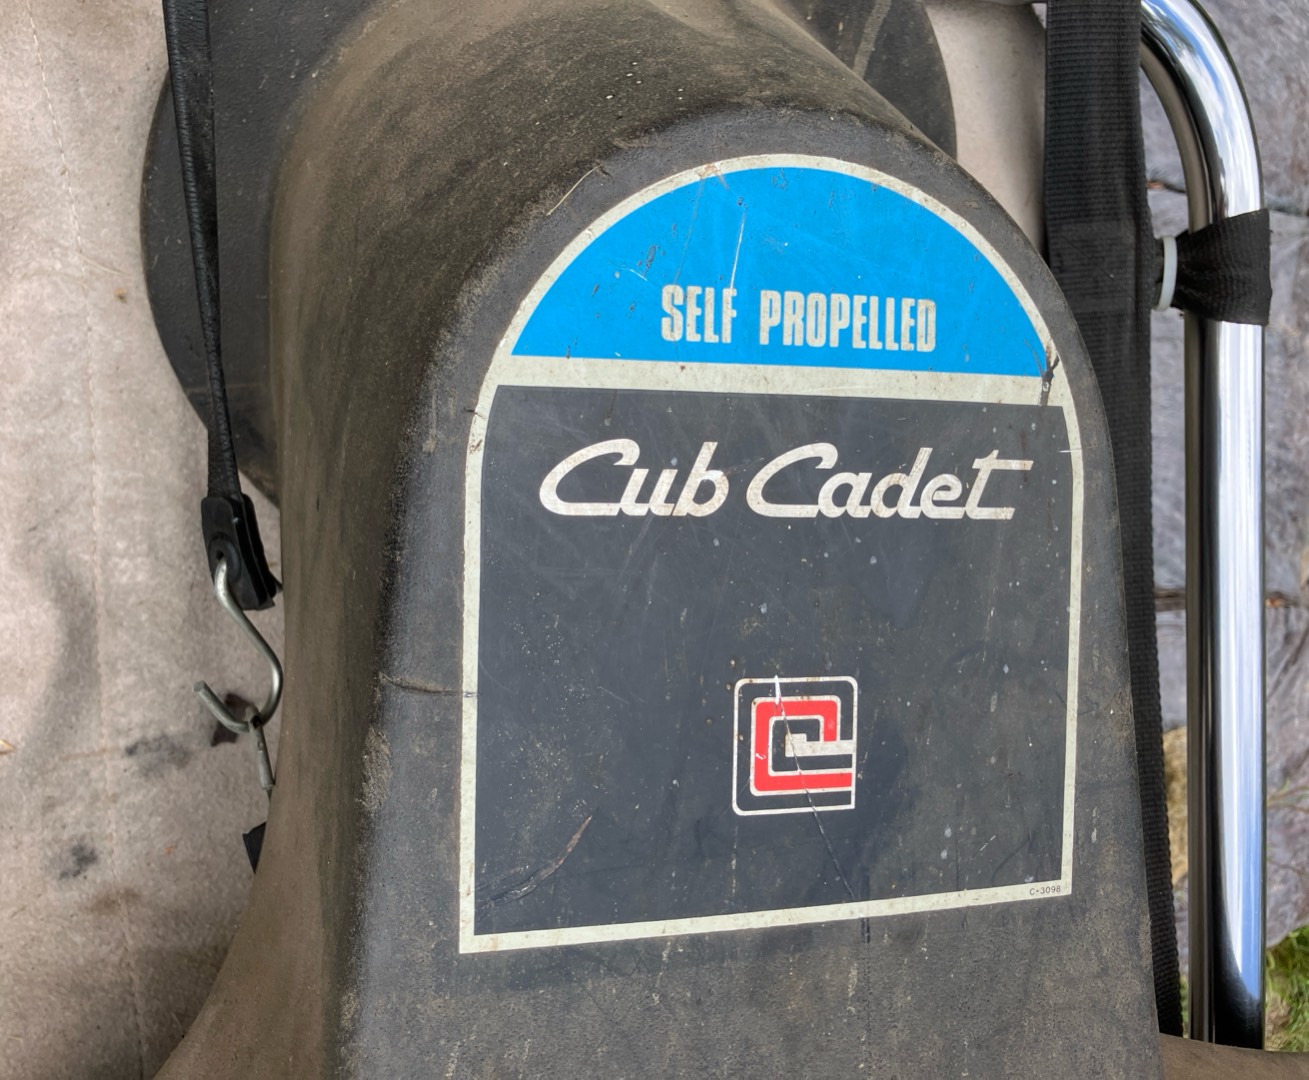 SELF PROPELLED
Cub Cadet
C-3098